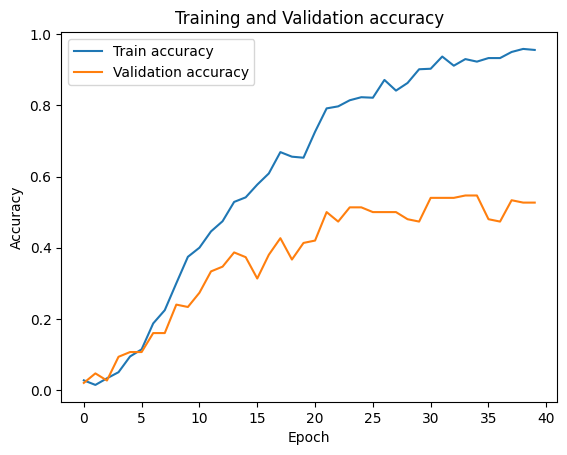 Training and Validation accuracy
Train accuracy
Validation accuracy
1.0
0.8
0.6
0.4
0.2
0.0
Accuracy
0 5 10 15 20 25 30 35 40
Epoch